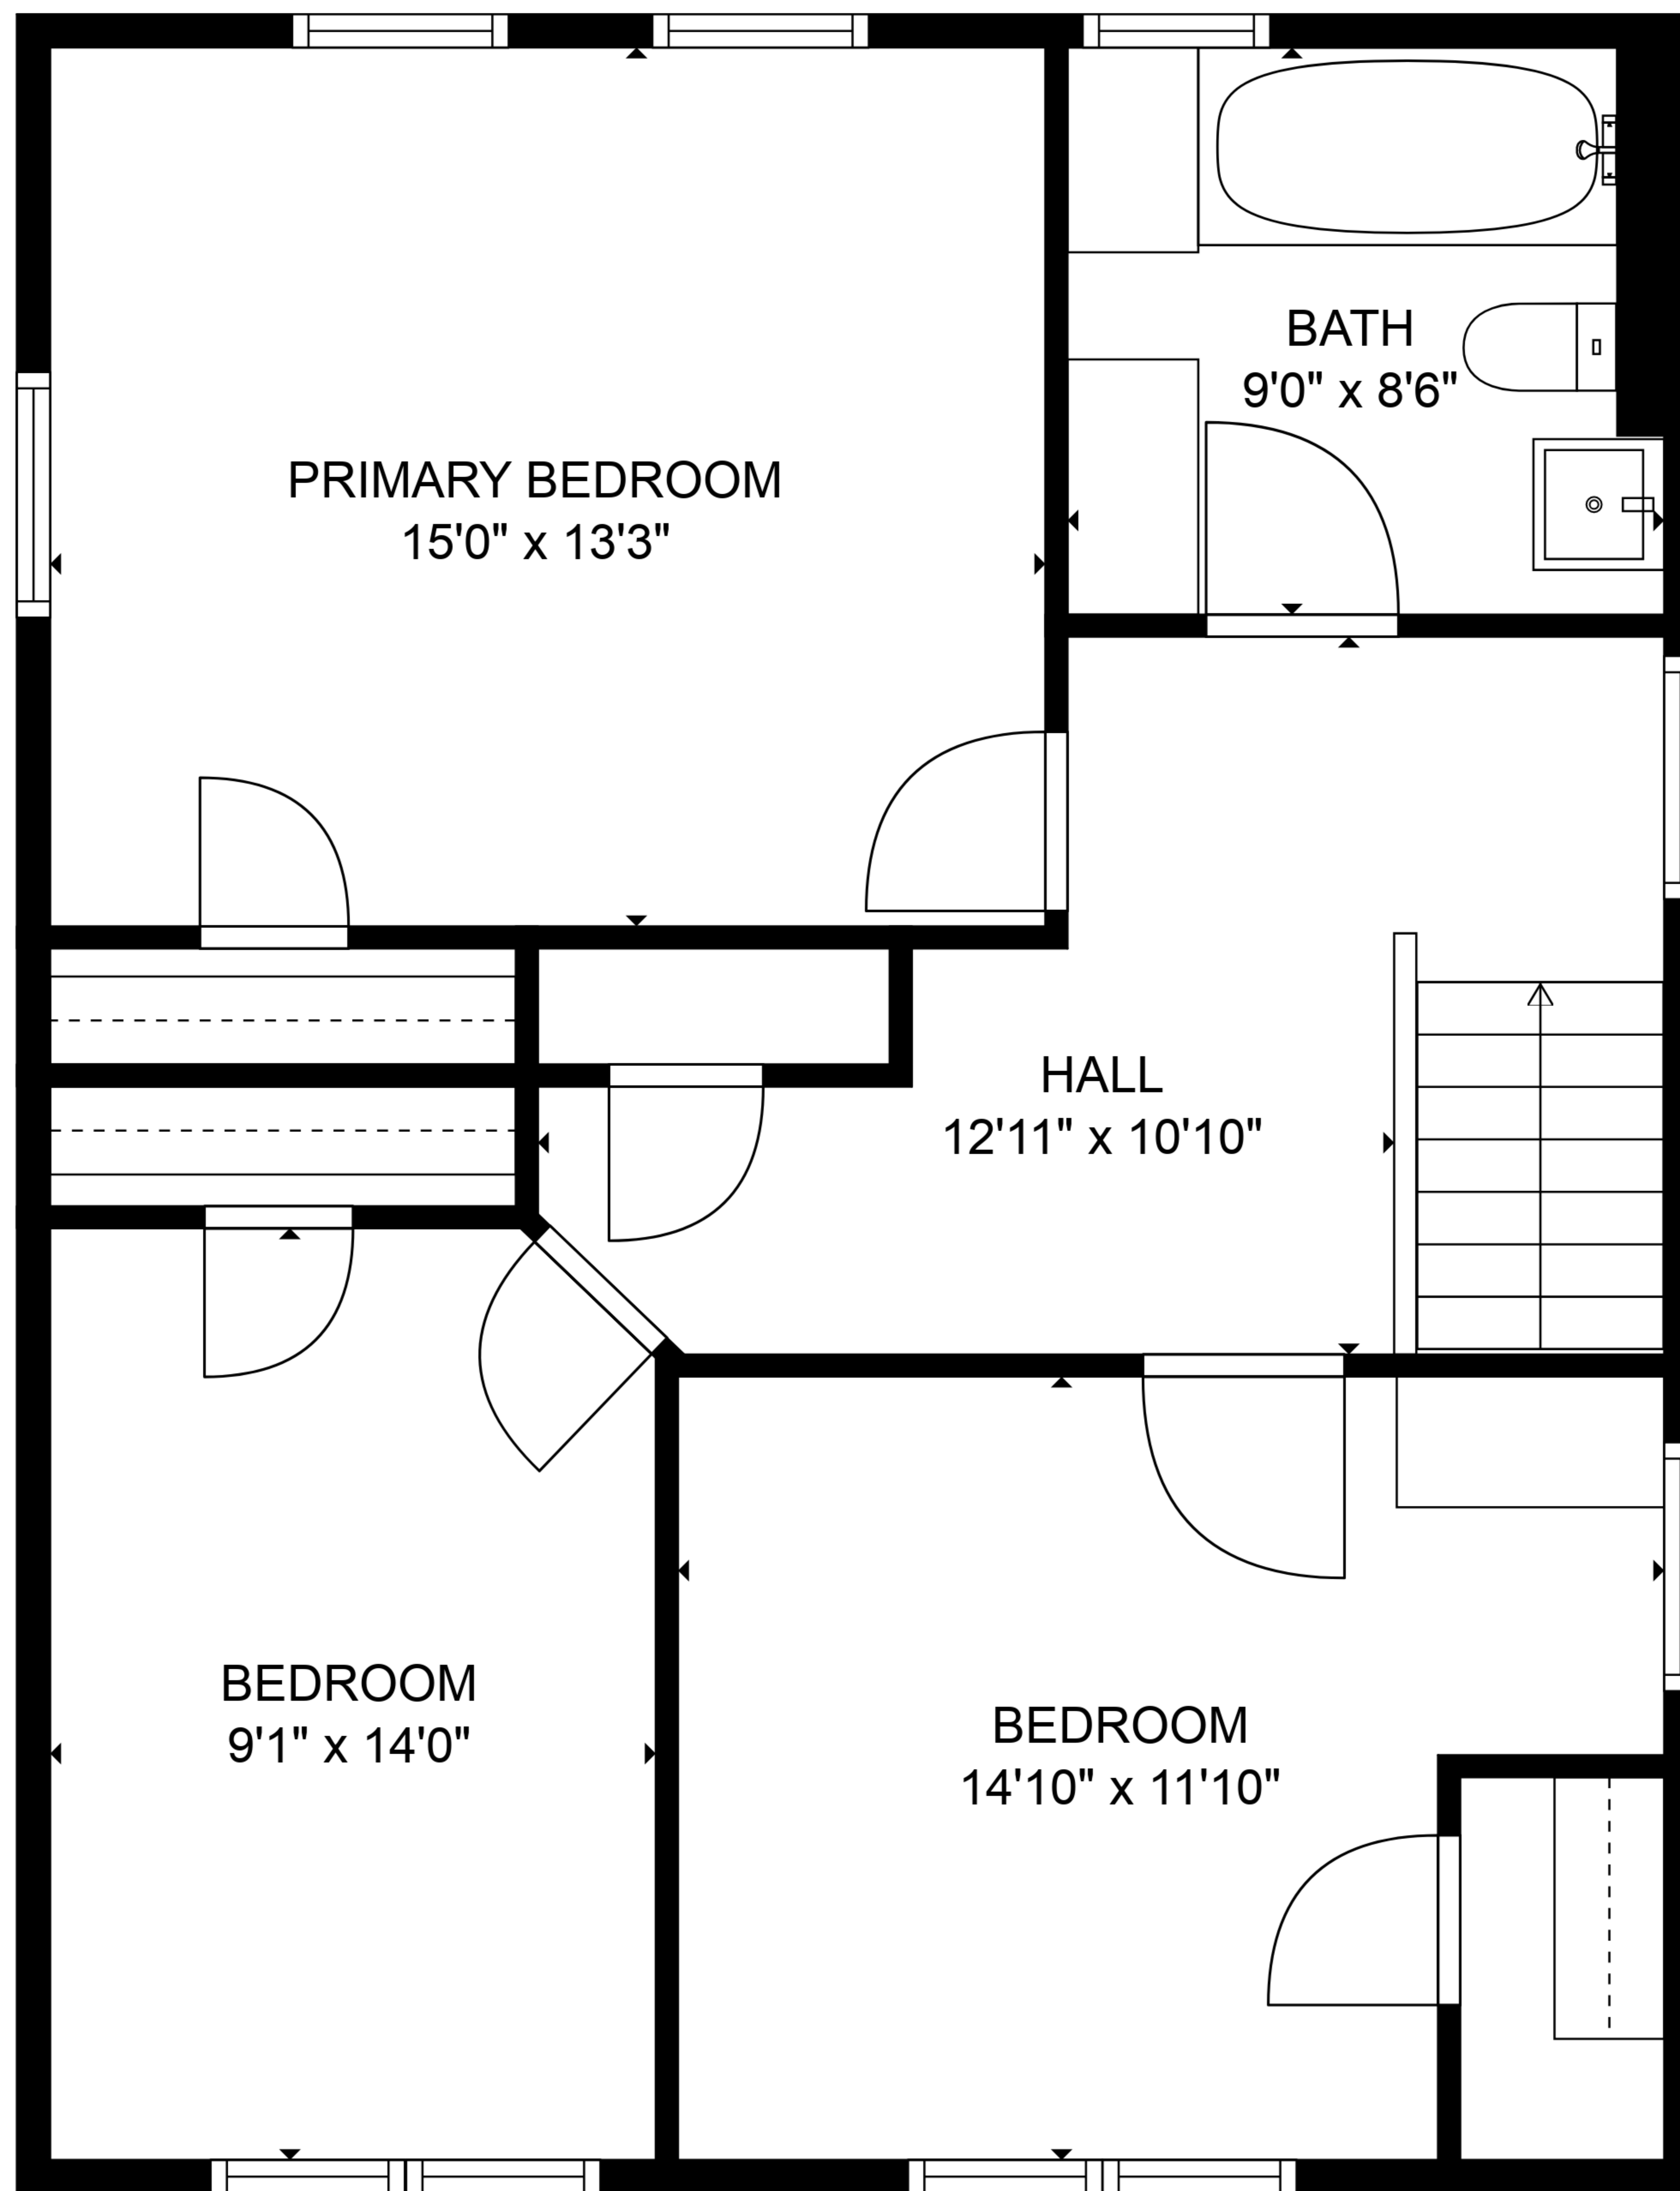 BATH
9'0" x 8'6"
PRIMARY BEDROOM
15'0" x 13'3"
HALL
12'11" x 10'10"
BEDROOM
9'1" x 14'0"
BEDROOM
14'10" x 11'10"